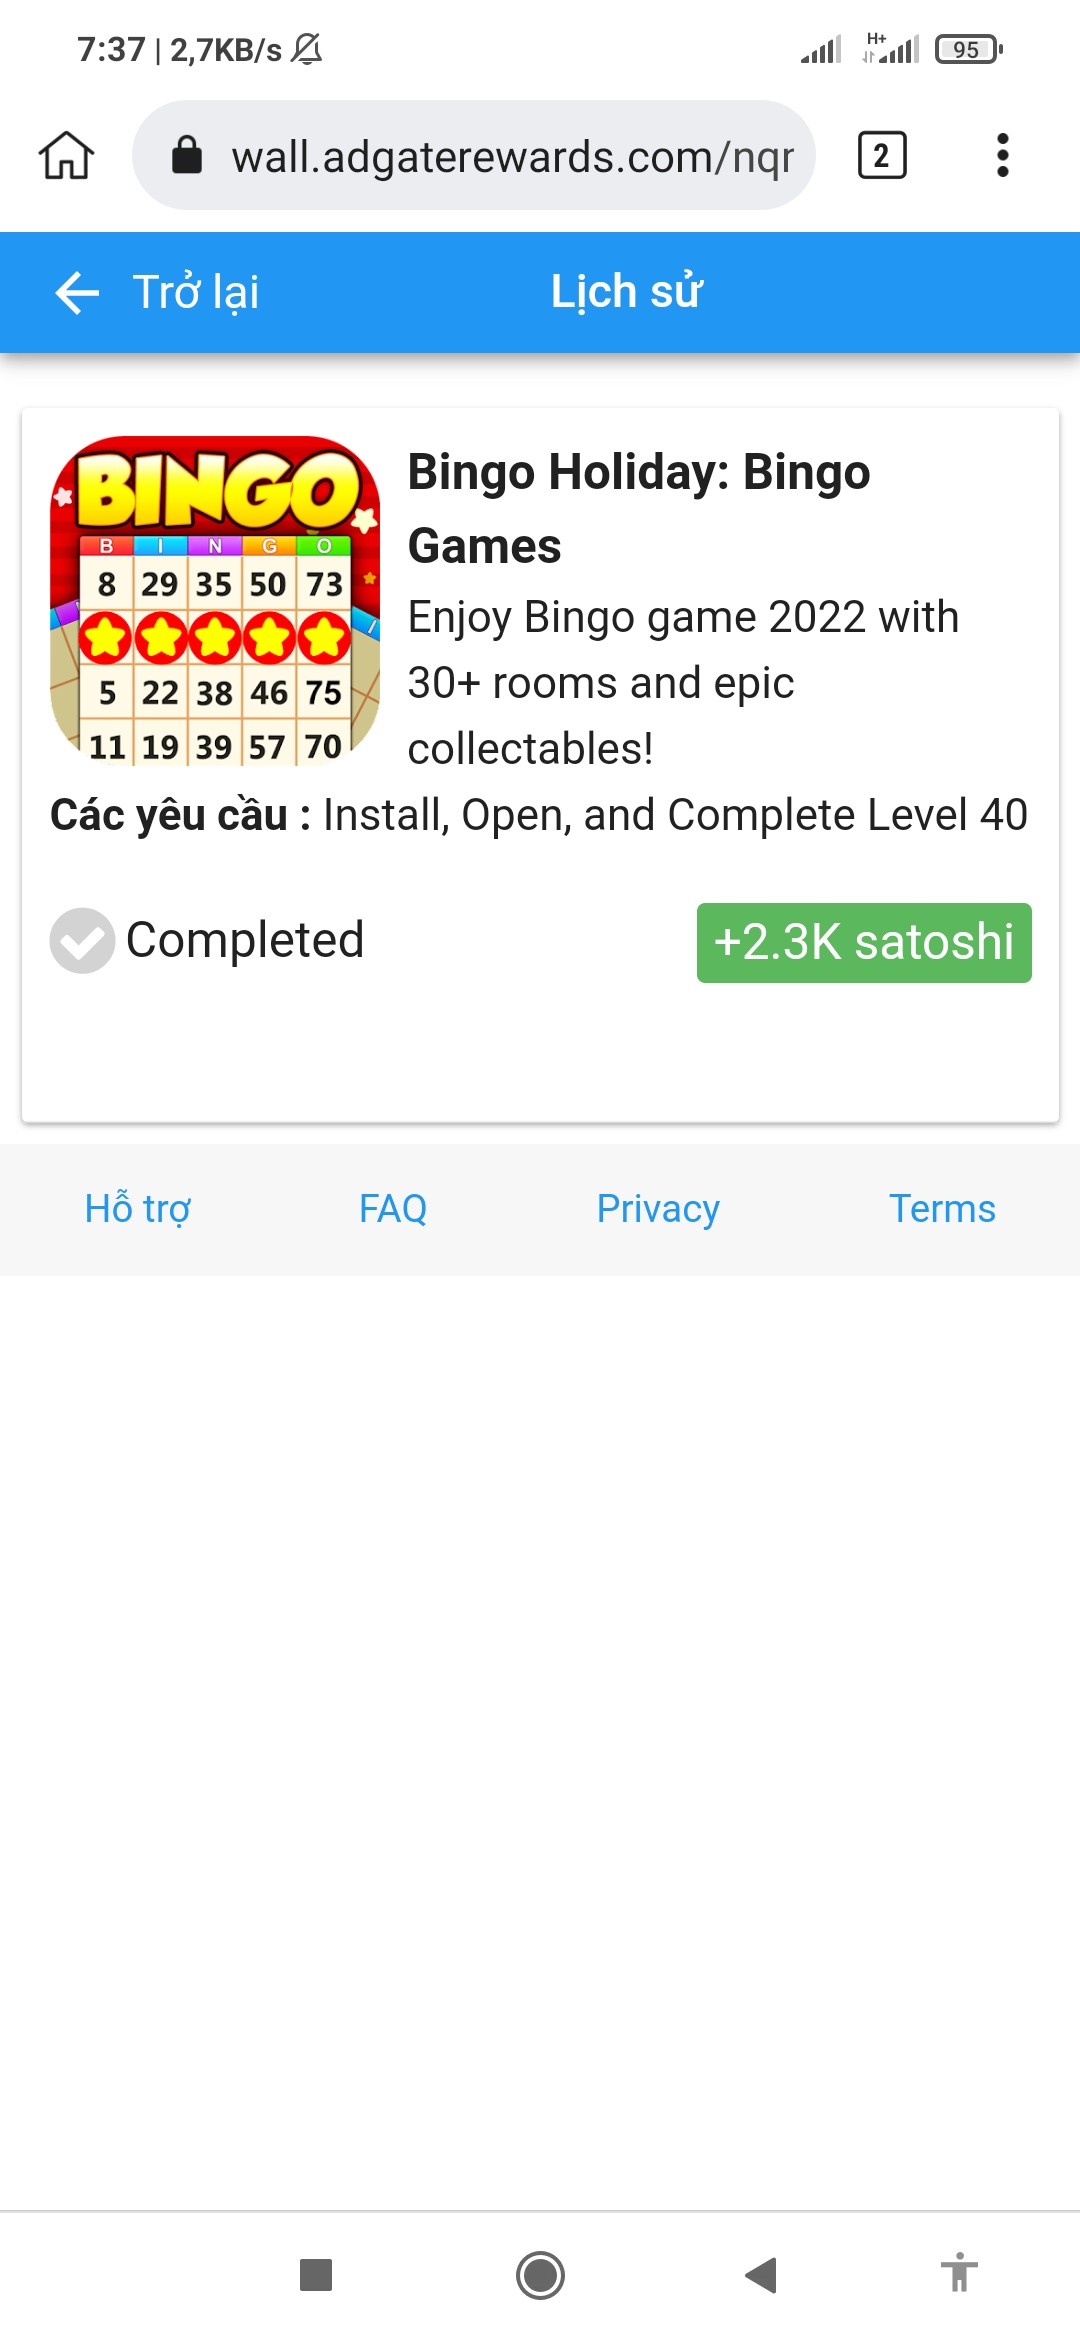 7:37 | 2,7KB/s
H+
95
wall.adgaterewards.com/nqr
2
Trở lại
Lịch sử
BINGO
B I N G O
8 29 35 50 73
5 22 38 46 75
11 19 39 57 70
Bingo Holiday: Bingo
Games
Enjoy Bingo game 2022 with
30+ rooms and epic
collectables!
Các yêu cầu : Install, Open, and Complete Level 40
Completed
+2.3K satoshi
Hỗ trợ
FAQ
Privacy
Terms